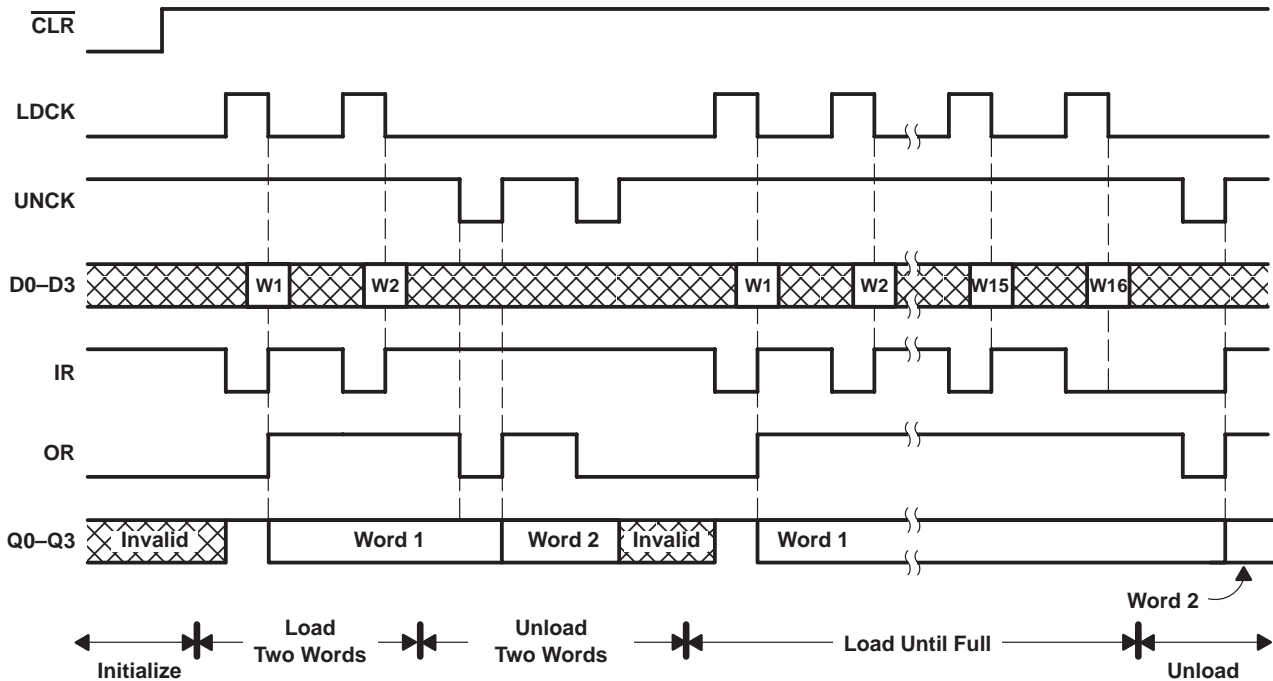 CLR
LDCK
UNCK
D0–D3 W1 W2 W1 W2 W15 W16
IR
OR
Q0–Q3 Invalid Word 1 Word 2 Invalid Word 1
Word 2
Initialize
Load
Two Words
Unload
Two Words
Load Until Full
Unload